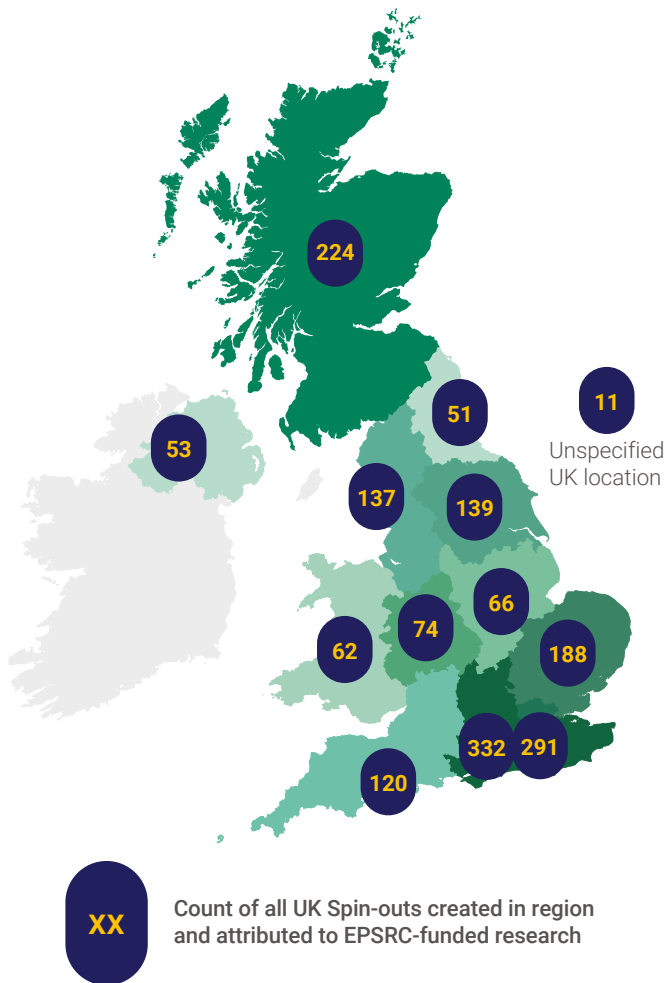 224
51
11
Unspecified
UK location
53
137
139
66
74
62
188
332
291
120
XX
Count of all UK Spin-outs created in region
and attributed to EPSRC-funded research